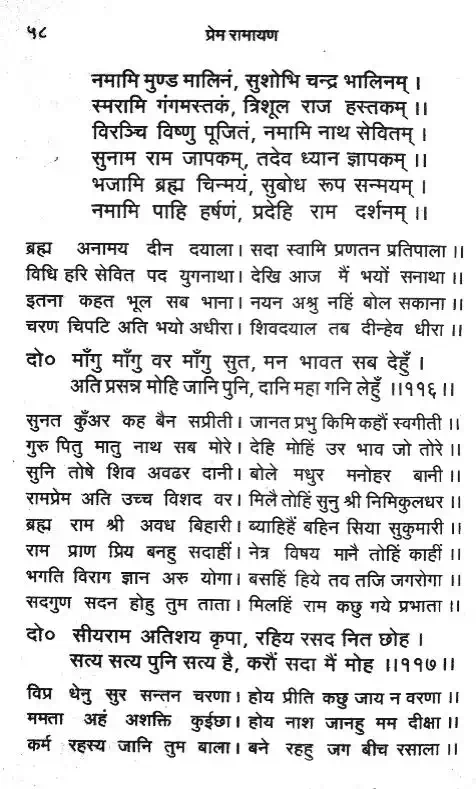 ५८ प्रेम रामायण
नमामि मुण्ड मालिनं, सुशोभि चन्द्र भालिनम् ।
स्मरामि गंगमस्तकं, त्रिशूल राज हस्तकम् ।।
विरञ्चि विष्णु पूजितं, नमामि नाथ सेवितम् ।
सुनाम राम जापकम्, तदेव ध्यान ज्ञापकम् ।।
भजामि ब्रह्म चिन्मयं, सुबोध रूप सन्मयम् ।
नमामि पाहि हर्षणं, प्रदेहि राम दर्शनम् ।।
ब्रह्म अनामय दीन दयाला। सदा स्वामि प्रणतन प्रतिपाला ।।
विधि हरि सेवित पद युगनाथा। देखि आज मैं भयों सनाथा ।।
इतना कहत भूल सब भाना। नयन अश्रु नहिं बोल सकाना ।।
चरण चिपटि अति भयो अधीरा। शिवदयाल तब दीन्हेव धीरा ।।
दो० माँगु माँगु वर माँगु सुत, मन भावत सब देहुँ ।
अति प्रसन्न मोहि जानि पुनि, दानि महा गनि लेहुँ ।।११६।।
सुनत कुँअर कह बैन सप्रीती। जानत प्रभु किमि कहौं स्वगीती ।।
गुरु पितु मातु नाथ सब मोरे। देहि मोहिं उर भाव जो तोरे ।।
सुनि तोषे शिव अवढर दानी। बोले मधुर मनोहर बानी ।।
रामप्रेम अति उच्च विशद वर। मिलै तोहिं सुनु श्री निमिकुलधर ।।
ब्रह्म राम श्री अवध बिहारी। ब्याहिहैं बहिन सिया सुकुमारी ।।
राम प्राण प्रिय बनहु सदाहीं। नेत्र विषय मानै तोहिं काहीं ।।
भगति विराग ज्ञान अरु योगा। बसहिं हिये तव तजि जगरोगा ।।
सदगुण सदन होहु तुम ताता। मिलहिं राम कछु गये प्रभाता ।।
दो० सीयराम अतिशय कृपा, रहिय रसद नित छोह ।
सत्य सत्य पुनि सत्य है, करौं सदा मैं मोह ।।११७।।
विप्र धेनु सुर सन्तन चरणा। होय प्रीति कछु जाय न वरणा ।।
ममता अहं अशक्ति कुईछा। होय नाश जानहु मम दीक्षा ।।
कर्म रहस्य जानि तुम बाला। बने रहहु जग बीच रसाला ।।